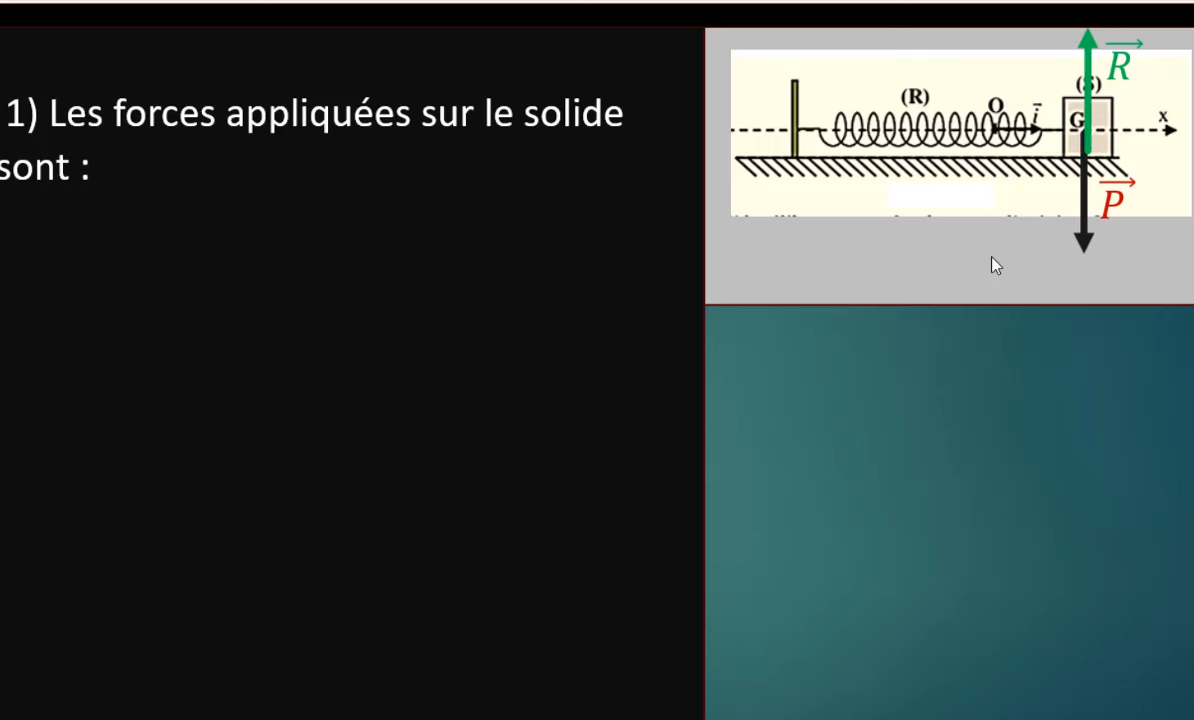 1) Les forces appliquées sur le solide
sont :
R
(R)
O
i
(S)
G
x
P